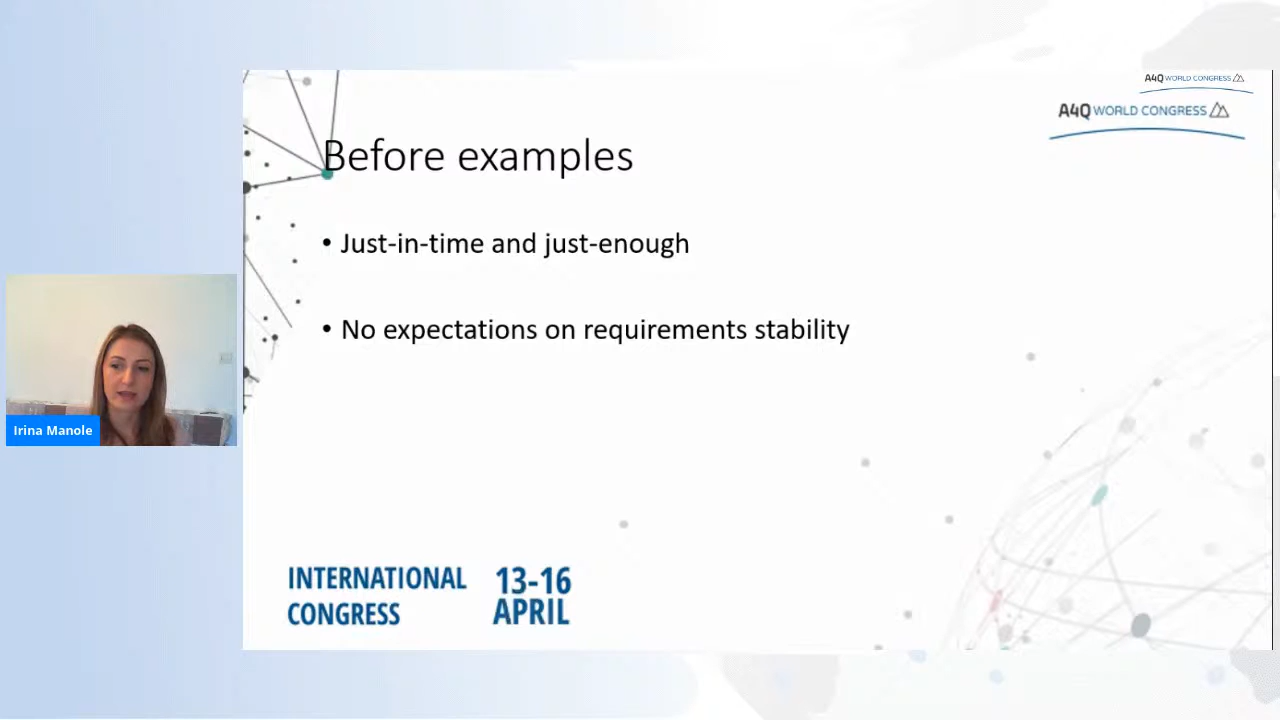 A4Q WORLD CONGRESS
A4Q WORLD CONGRESS
Before examples
• Just-in-time and just-enough
• No expectations on requirements stability
Irina Manole
INTERNATIONAL CONGRESS
13-16 APRIL